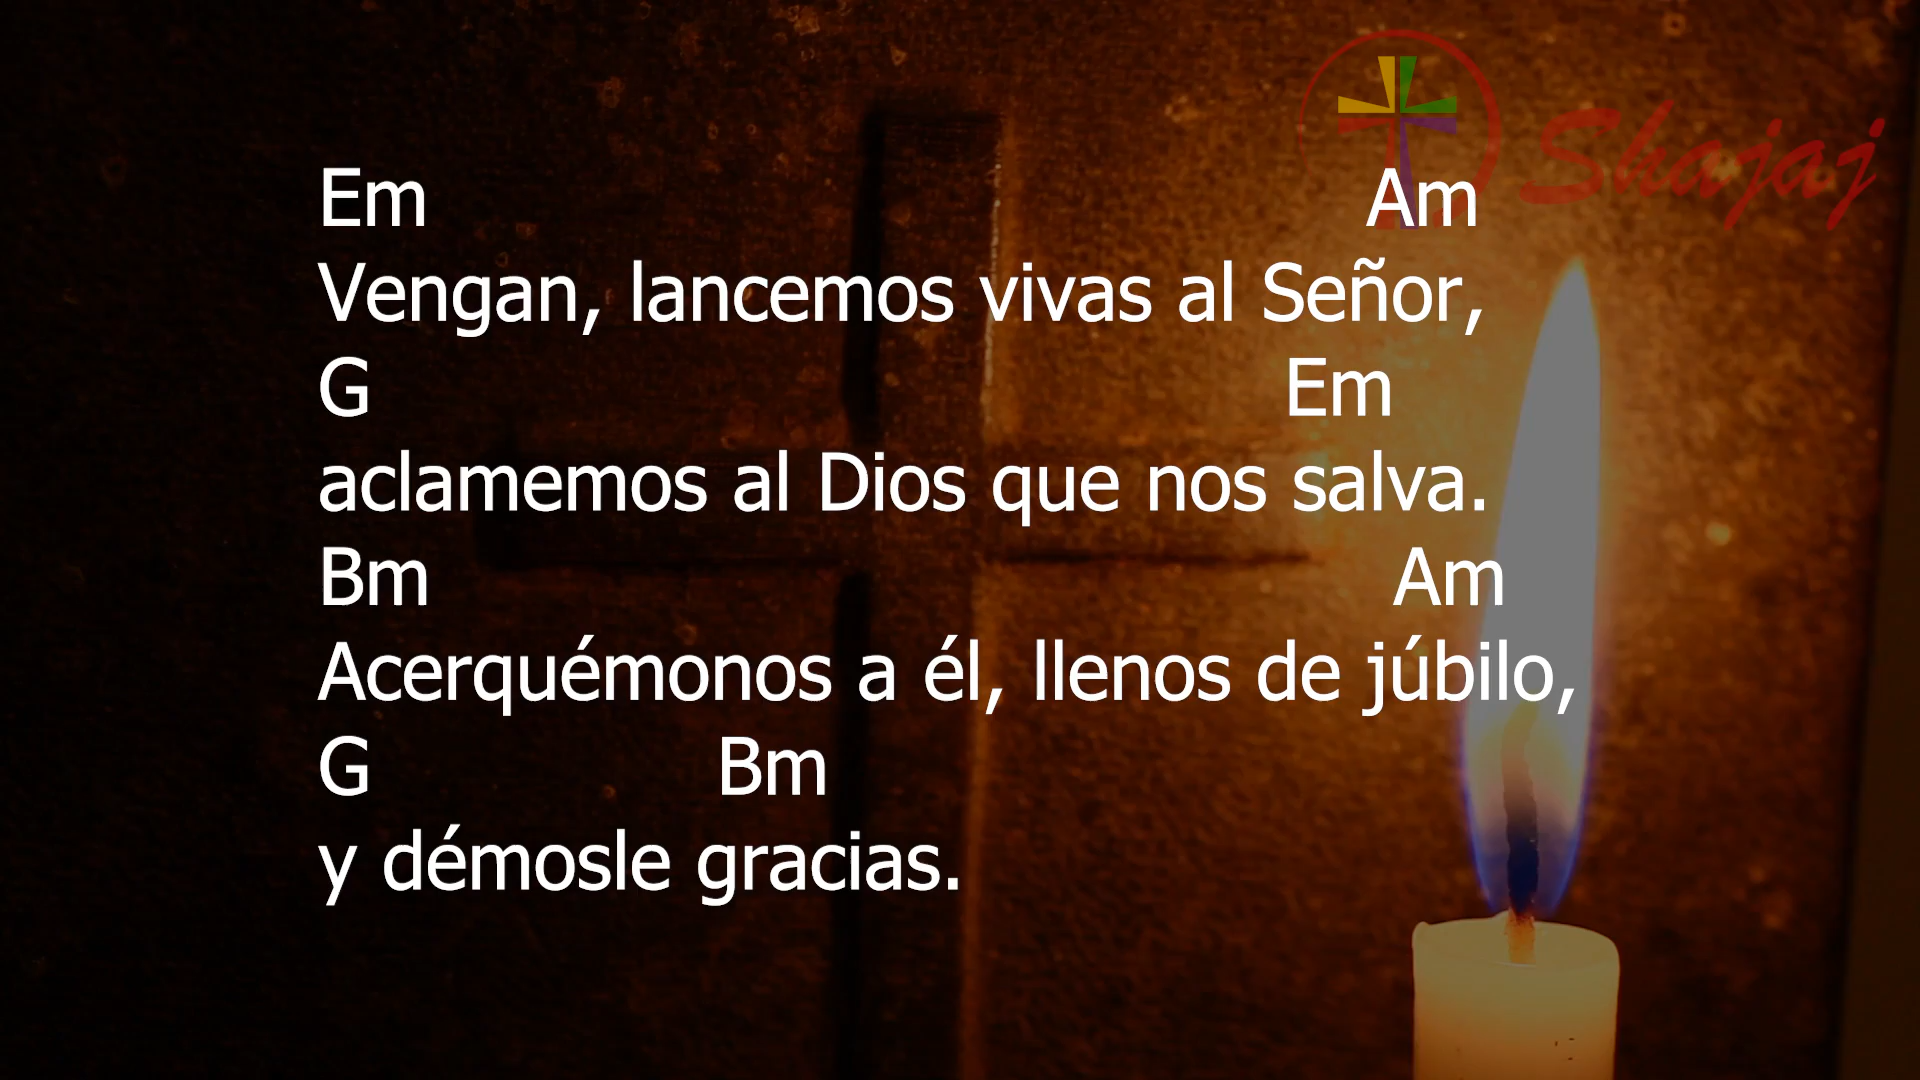 Shajaj
Em Am
Vengan, lancemos vivas al Señor,
G Em
aclamemos al Dios que nos salva.
Bm Am
Acerquémonos a él, llenos de júbilo,
G Bm
y démosle gracias.